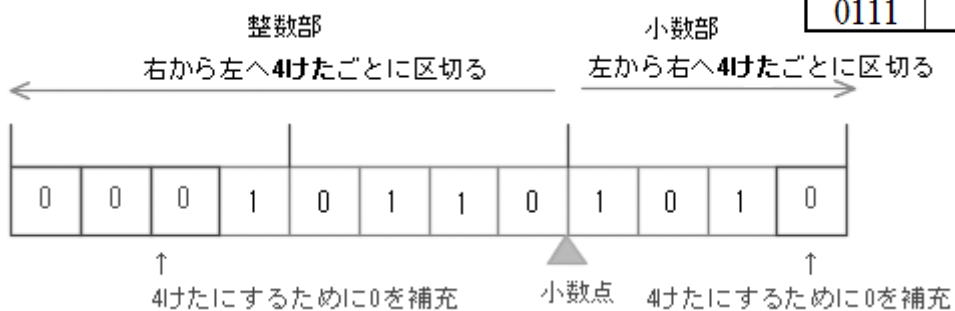 0111
整数部
小数部
右から左へ4けたごとに区切る
左から右へ4けたごとに区切る
0 0 0 1 0 1 1 0 1 0 1 0
↑
↑
4けたにするために0を補充
小数点
4けたにするために0を補充